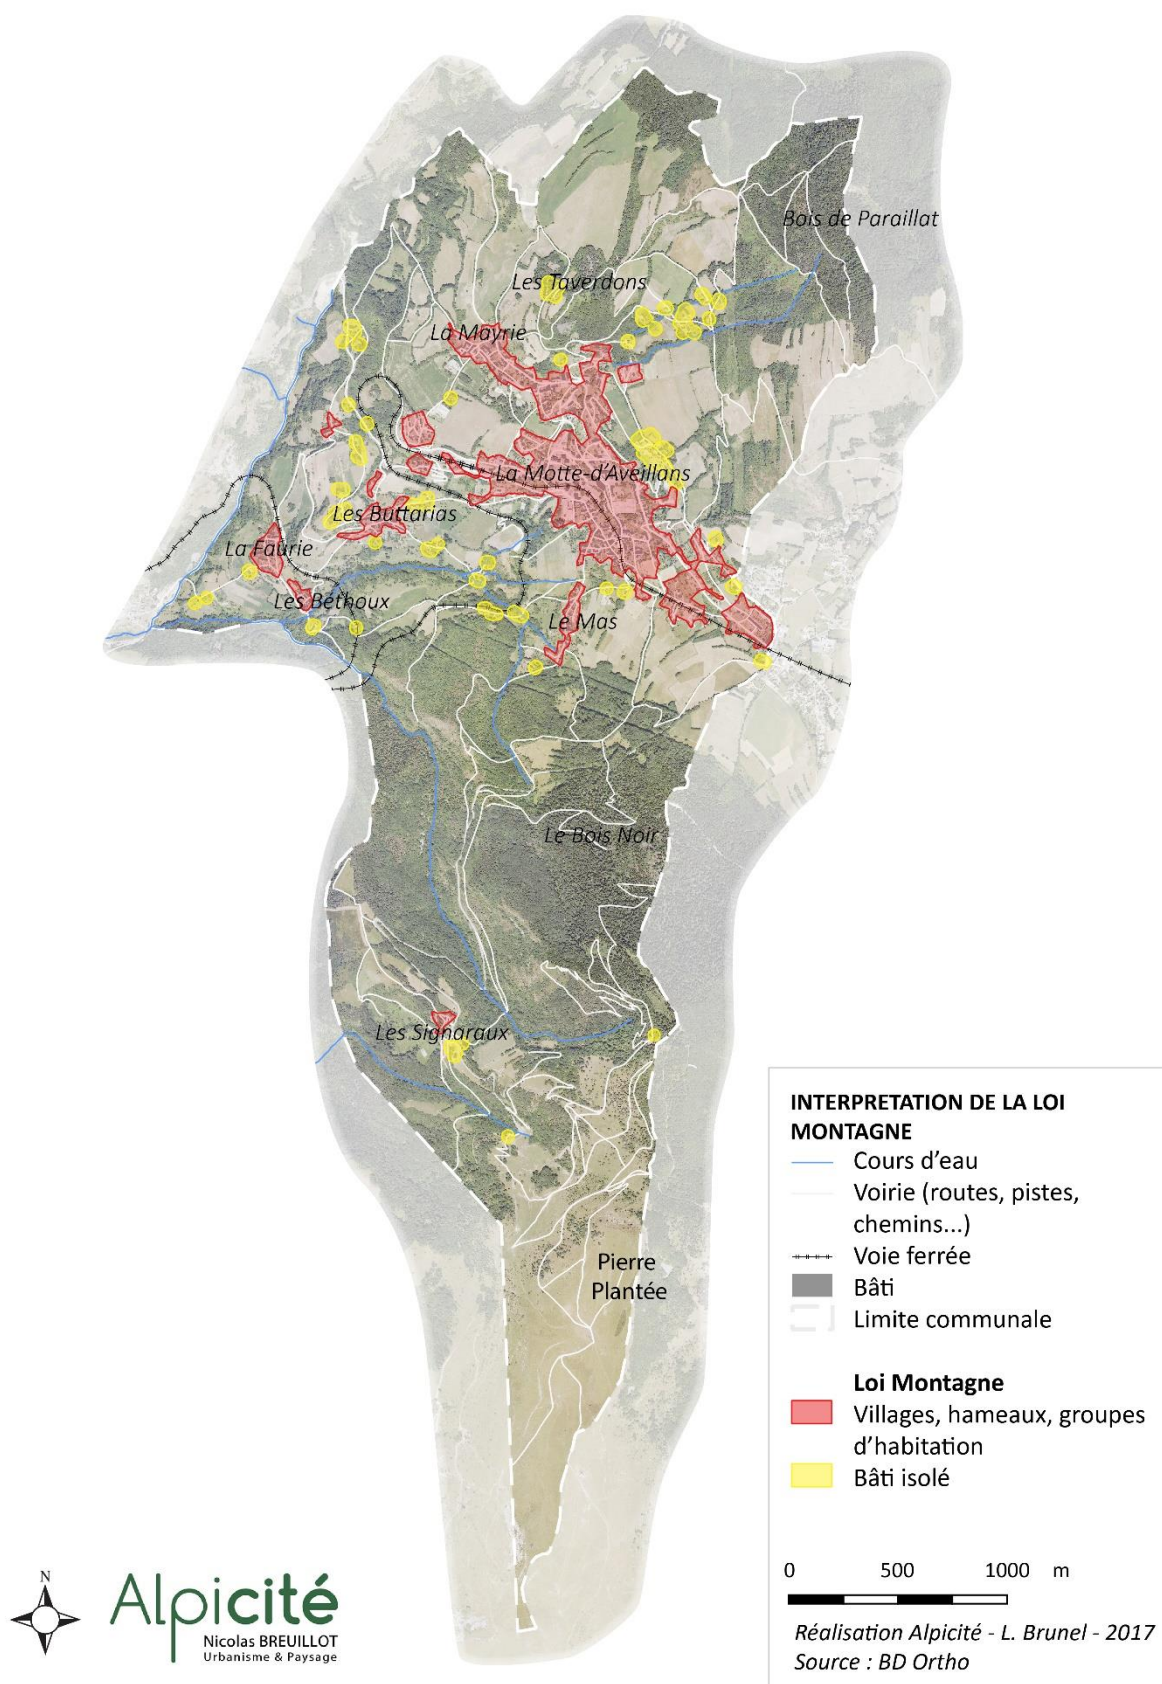 Bois de Paraillat
Les Taverdons
La Mayrie
La Motte-d'Aveillans
Les Buttarias
La Faurie
Les Béthoux
Le Mas
Le Bois Noir
Les Signaraux
Pierre
Plantée
INTERPRETATION DE LA LOI
MONTAGNE
Cours d'eau
Voirie (routes, pistes,
chemins...)
Voie ferrée
Bâti
Limite communale
Loi Montagne
Villages, hameaux, groupes
d'habitation
Bâti isolé
0 500 1000 m
Réalisation Alpicité - L. Brunel - 2017
Source : BD Ortho
N
Alpicité
Nicolas BREUILLOT
Urbanisme & Paysage